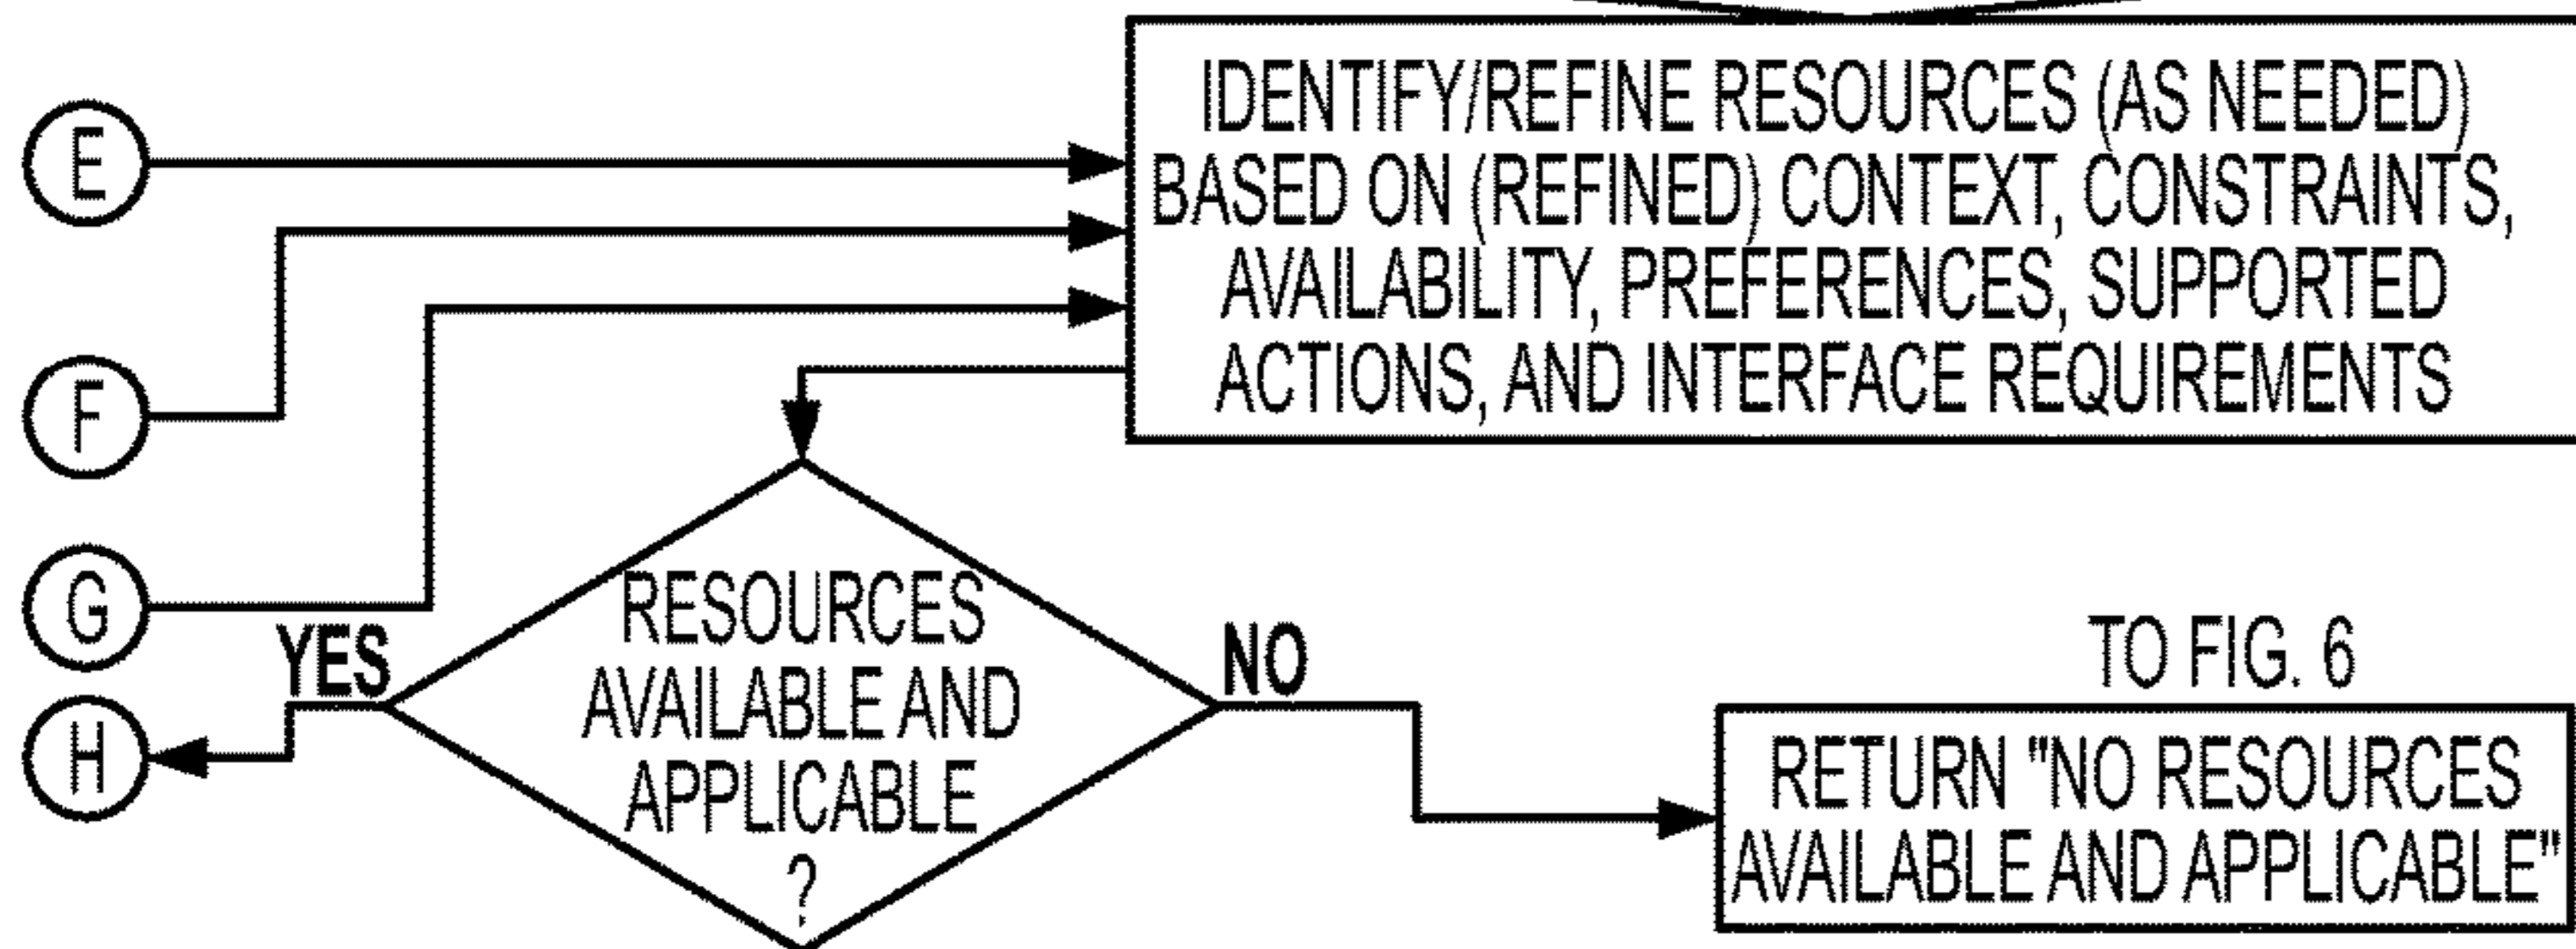 E
IDENTIFY/REFINE RESOURCES (AS NEEDED)
BASED ON (REFINED) CONTEXT, CONSTRAINTS,
AVAILABILITY, PREFERENCES, SUPPORTED
ACTIONS, AND INTERFACE REQUIREMENTS
F
G
YES
H
RESOURCES
AVAILABLE AND
APPLICABLE
?
NO
TO FIG. 6
RETURN "NO RESOURCES
AVAILABLE AND APPLICABLE"